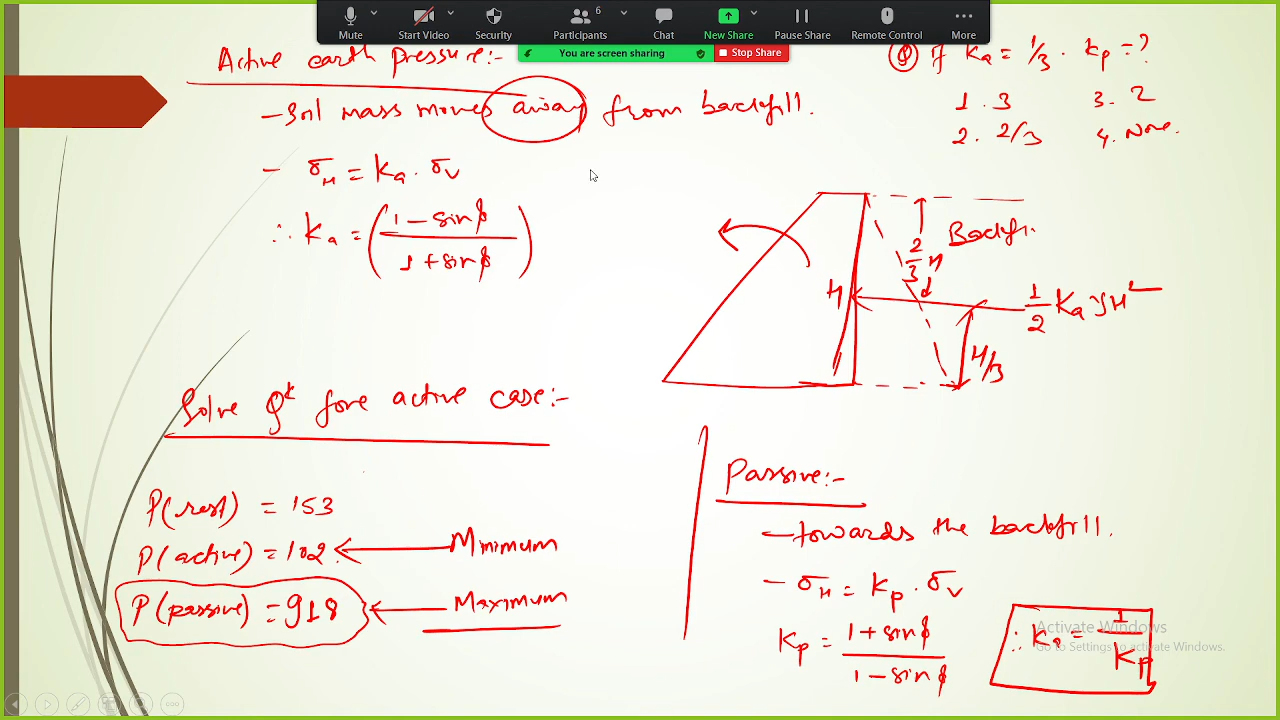 Mute
Start Video
Security
Participants
6
Chat
New Share
Pause Share
Remote Control
More
You are screen sharing
Stop Share
Active earth pressure:-
- Soil mass moves away from backfill.
- σH = Ka . σv
∴ Ka = (1 - sinϕ / 1 + sinϕ)
Q If Ka = 1/3 . Kp = ?
1. 3
3. 2
2. 2/3
4. None.
Backfi
2/3 H
H
1/2 Ka γH²
H/3
Solve Qk fore active case:-
P(rest) = 153
P(active) = 102 ← Minimum
P(passive) = 918 ← Maximum
Passive:-
- towards the backfill.
- σH = Kp . σv
Kp = 1 + sinϕ / 1 - sinϕ
∴ Ka = 1/Kp
Activate Windows
Go to Settings to activate Windows.